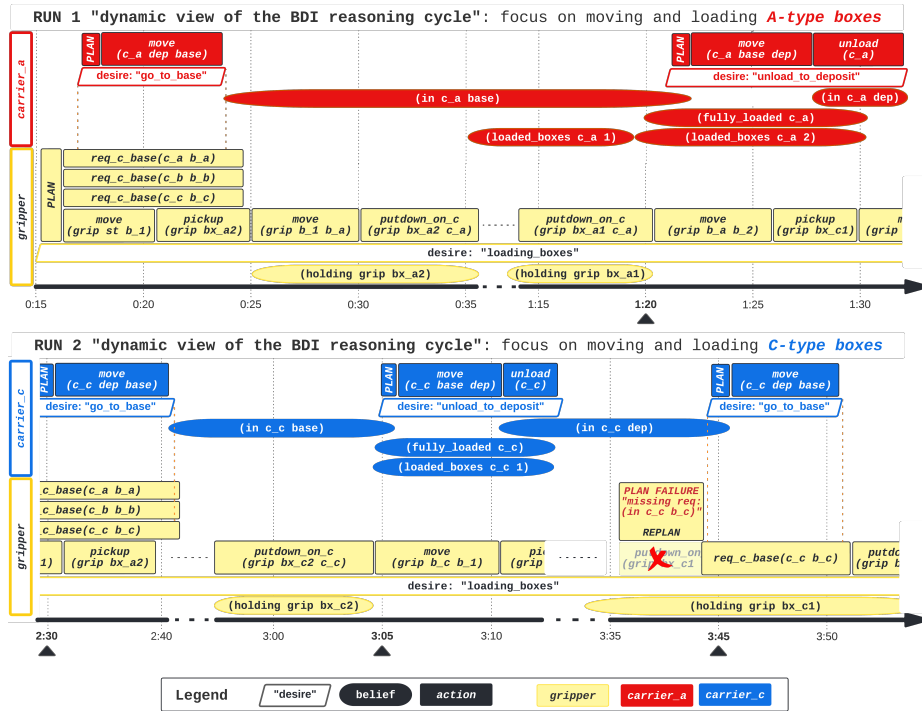 RUN 1 "dynamic view of the BDI reasoning cycle": focus on moving and loading A-type boxes
carrier_a
PLAN
move
(c_a dep base)
PLAN
move
(c_a base dep)
unload
(c_a)
desire: "go_to_base"
desire: "unload_to_deposit"
(in c_a base)
(in c_a dep)
(fully_loaded c_a)
(loaded_boxes c_a 1)
(loaded_boxes c_a 2)
gripper
PLAN
req_c_base(c_a b_a)
req_c_base(c_b b_b)
req_c_base(c_c b_c)
move
(grip st b_1)
pickup
(grip bx_a2)
move
(grip b_1 b_a)
putdown_on_c
(grip bx_a2 c_a)
putdown_on_c
(grip bx_a1 c_a)
move
(grip b_a b_2)
pickup
(grip bx_c1)
m
(grip
desire: "loading_boxes"
(holding grip bx_a2)
(holding grip bx_a1)
0:15 0:20 0:25 0:30 0:35 1:15 1:20 1:25 1:30
RUN 2 "dynamic view of the BDI reasoning cycle": focus on moving and loading C-type boxes
carrier_c
PLAN
move
(c_c dep base)
PLAN
move
(c_c base dep)
unload
(c_c)
PLAN
move
(c_c dep base)
desire: "go_to_base"
desire: "unload_to_deposit"
desire: "go_to_base"
(in c_c base)
(in c_c dep)
(fully_loaded c_c)
(loaded_boxes c_c 1)
gripper
c_base(c_a b_a)
c_base(c_b b_b)
c_base(c_c b_c)
PLAN FAILURE
"missing req:
(in c_c b_c)"
REPLAN
1)
pickup
(grip bx_a2)
putdown_on_c
(grip bx_c2 c_c)
move
(grip b_c b_1)
pi
(grip
putdown_on
(grip bx_c1
req_c_base(c_c b_c)
putdo
(grip b
desire: "loading_boxes"
(holding grip bx_c2)
(holding grip bx_c1)
2:30 2:40 3:00 3:05 3:10 3:35 3:45 3:50
Legend "desire" belief action gripper carrier_a carrier_c